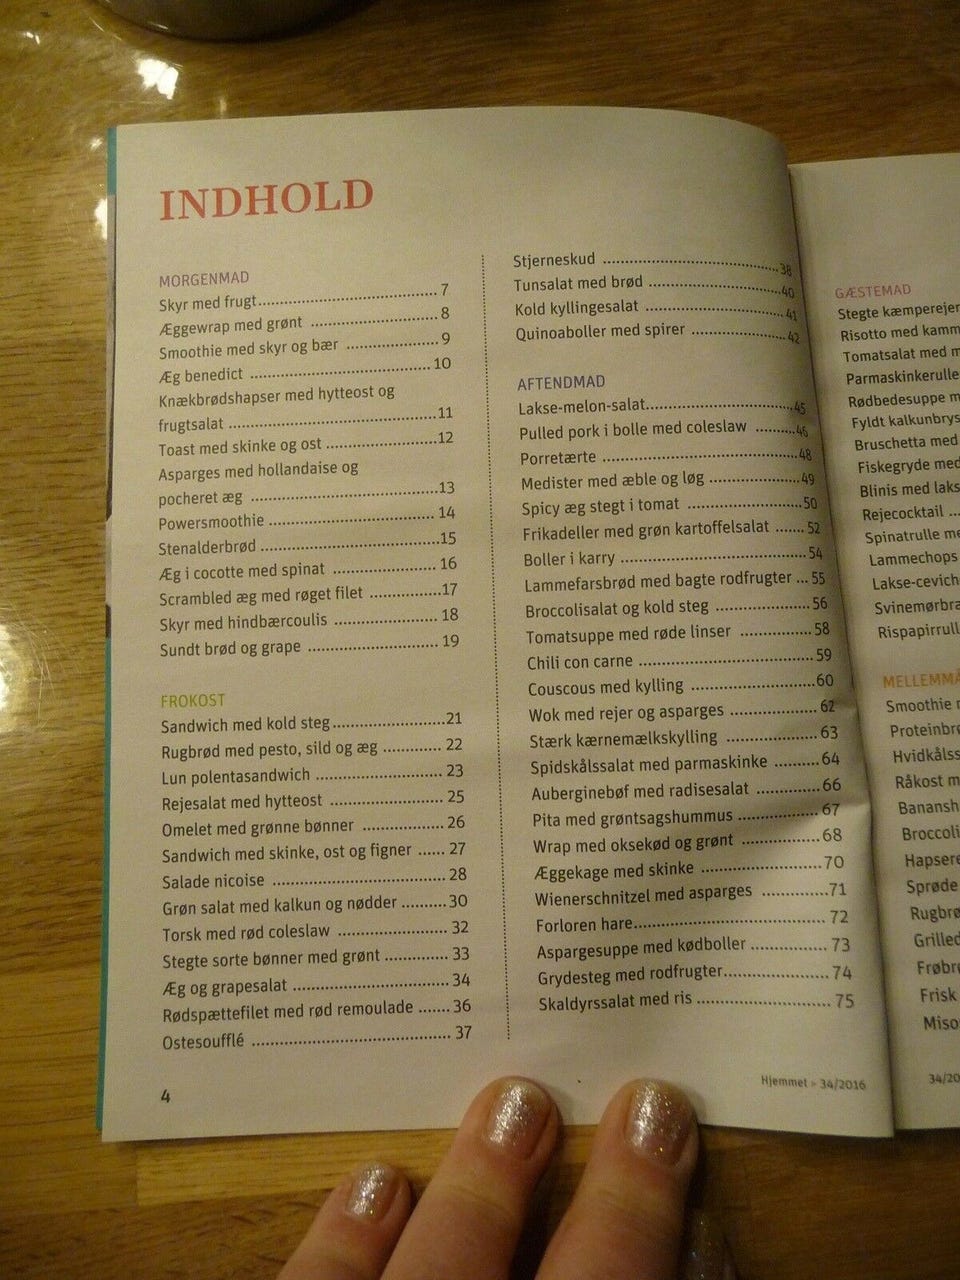 INDHOLD
MORGENMAD
Skyr med frugt.......... 7
Æggewrap med grønt .......... 8
Smoothie med skyr og bær .......... 9
Æg benedict .......... 10
Knækbrødshapser med hytteost og
frugtsalat ..........11
Toast med skinke og ost ..........12
Asparges med hollandaise og
pocheret æg ..........13
Powersmoothie .......... 14
Stenalderbrød ..........15
Æg i cocotte med spinat .......... 16
Scrambled æg med røget filet ..........17
Skyr med hindbærcoulis .......... 18
Sundt brød og grape .......... 19
FROKOST
Sandwich med kold steg ..........21
Rugbrød med pesto, sild og æg .......... 22
Lun polentasandwich .......... 23
Rejesalat med hytteost .......... 25
Omelet med grønne bønner .......... 26
Sandwich med skinke, ost og figner ...... 27
Salade nicoise .......... 28
Grøn salat med kalkun og nødder .......... 30
Torsk med rød coleslaw .......... 32
Stegte sorte bønner med grønt .......... 33
Æg og grapesalat .......... 34
Rødspættefilet med rød remoulade ....... 36
Ostesoufflé .......... 37
4
Stjerneskud .......... 38
Tunsalat med brød .......... 40
Kold kyllingesalat .......... 41
Quinoaboller med spirer .......... 42
AFTENDMAD
Lakse-melon-salat..........45
Pulled pork i bolle med coleslaw ..........46
Porretærte .......... 48
Medister med æble og løg ..........49
Spicy æg stegt i tomat .......... 50
Frikadeller med grøn kartoffelsalat ....... 52
Boller i karry .......... 54
Lammefarsbrød med bagte rodfrugter ... 55
Broccolisalat og kold steg .......... 56
Tomatsuppe med røde linser .......... 58
Chili con carne .......... 59
Couscous med kylling ..........60
Wok med rejer og asparges .......... 62
Stærk kærnemælkskylling .......... 63
Spidskålssalat med parmaskinke ......... 64
Auberginebøf med radisesalat .......... 66
Pita med grøntsagshummus .......... 67
Wrap med oksekød og grønt .......... 68
Æggekage med skinke .......... 70
Wienerschnitzel med asparges ..........71
Forloren hare.......... 72
Aspargesuppe med kødboller .......... 73
Grydesteg med rodfrugter.......... 74
Skaldyrssalat med ris .......... 75
Hjemmet - 34/2016
GÆSTEMAD
Stegte kæmperejer
Risotto med kamm
Tomatsalat med m
Parmaskinkerulle
Rødbedesuppe m
Fyldt kalkunbrys
Bruschetta med
Fiskegryde med
Blinis med laks
Rejecocktail ...
Spinatrulle me
Lammechops
Lakse-cevich
Svinemørbra
Rispapirrull
MELLEMMÅ
Smoothie
Proteinbrø
Hvidkålss
Råkost m
Banansh
Broccoli
Hapsere
Sprøde
Rugbrø
Grilled
Frøbrø
Frisk
Miso
34/20